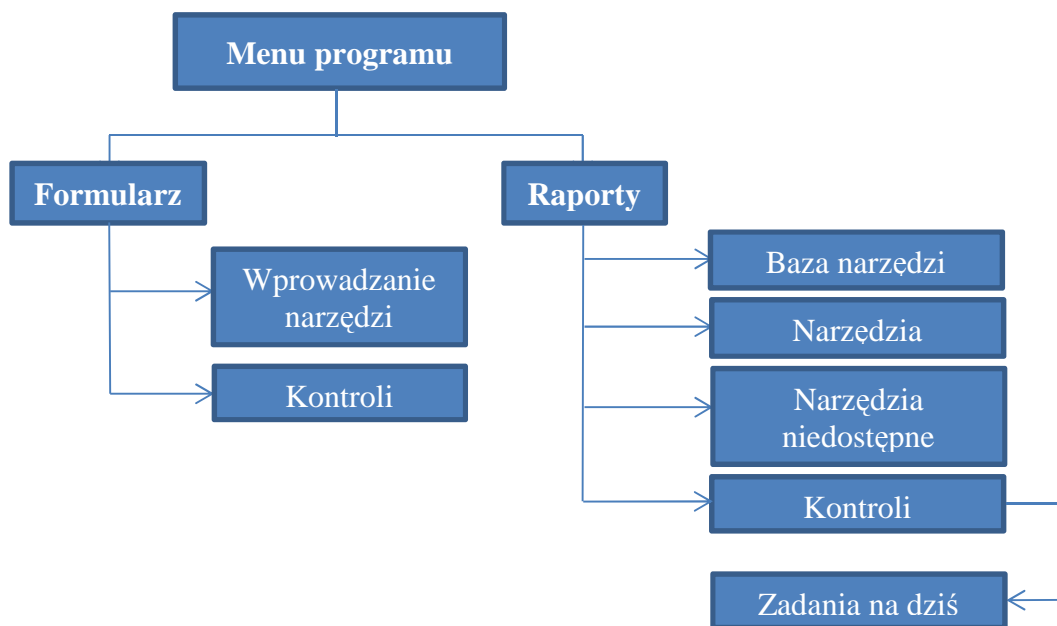 Menu programu
Formularz
Raporty
Wprowadzanie
narzędzi
Kontroli
Baza narzędzi
Narzędzia
Narzędzia
niedostępne
Kontroli
Zadania na dziś